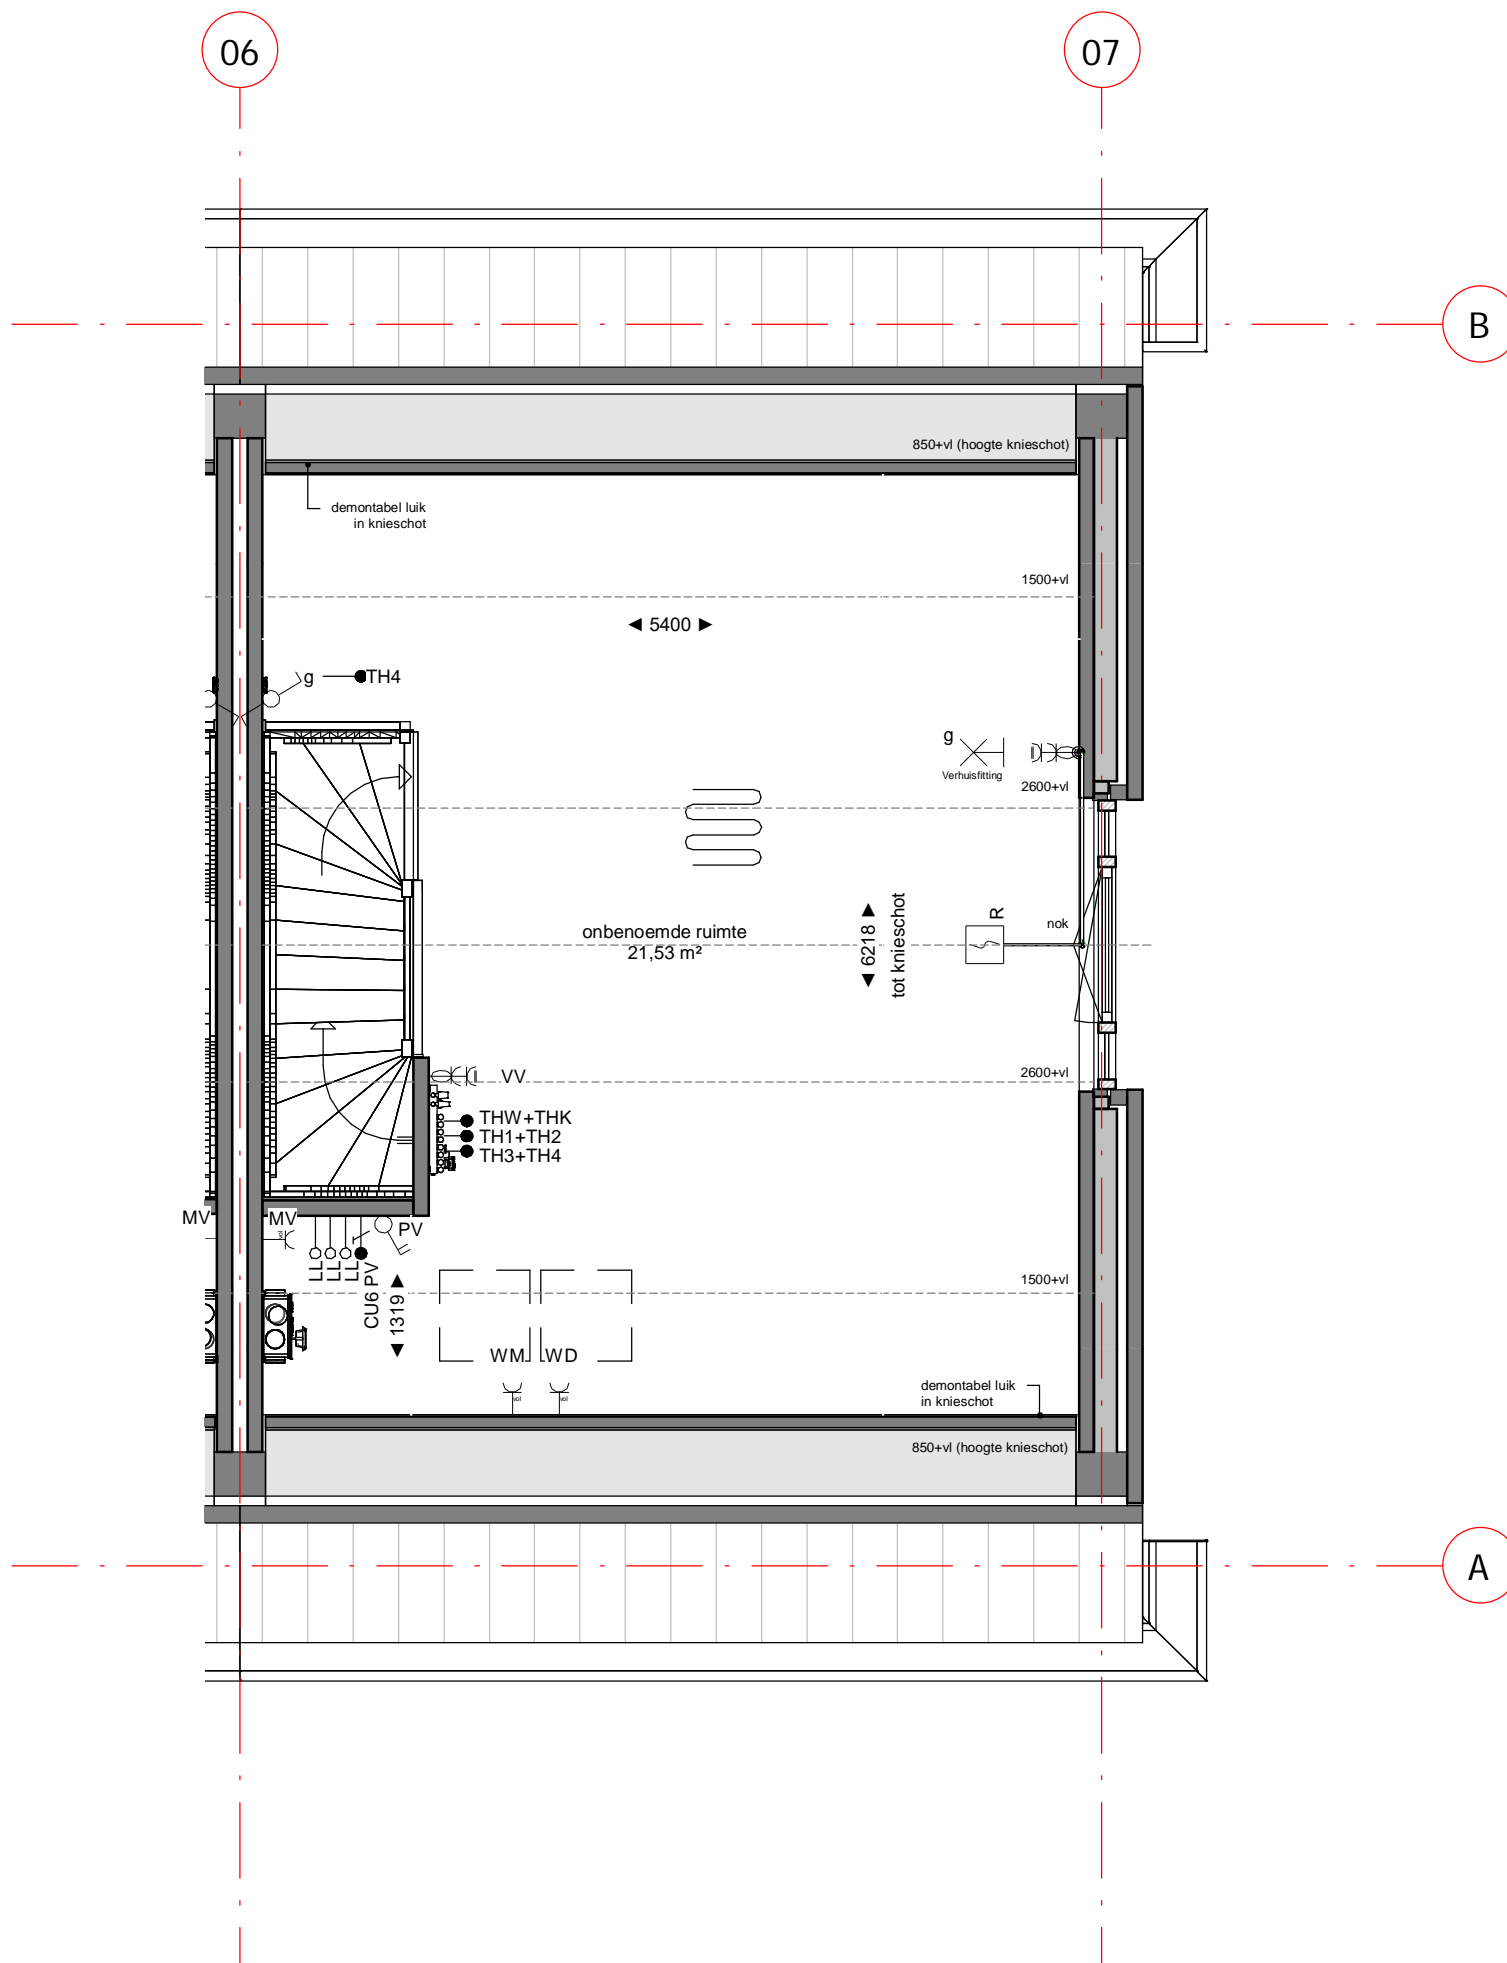 06
07
B
850+vl (hoogte knieschot)
demontabel luik
in knieschot
1500+vl
◄ 5400 ►
g
TH4
g
Verhuisfitting
2600+vl
onbenoemde ruimte
21,53 m²
◄ 6218 ►
tot knieschot
R
nok
2600+vl
VV
THW+THK
TH1+TH2
TH3+TH4
MV
MV
PV
LL
LL
LL
CU6 PV
◄ 1319 ►
1500+vl
WM
WD
demontabel luik
in knieschot
850+vl (hoogte knieschot)
A